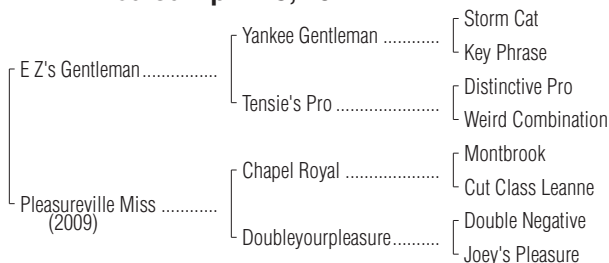 Storm Cat
Yankee Gentleman ............
Key Phrase
E Z's Gentleman ................
Distinctive Pro
Tensie's Pro ......................
Weird Combination
Montbrook
Chapel Royal ....................
Cut Class Leanne
Pleasureville Miss ............
(2009)
Double Negative
Doubleyourpleasure..........
Joey's Pleasure